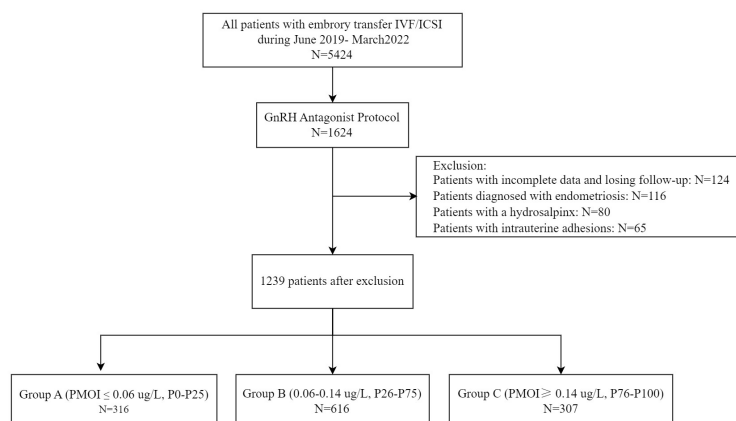 All patients with embrory transfer IVF/ICSI
during June 2019- March2022
N=5424
GnRH Antagonist Protocol
N=1624
Exclusion:
Patients with incomplete data and losing follow-up: N=124
Patients diagnosed with endometriosis: N=116
Patients with a hydrosalpinx: N=80
Patients with intrauterine adhesions: N=65
1239 patients after exclusion
Group A (PMOI ≤ 0.06 ug/L, P0-P25)
N=316
Group B (0.06-0.14 ug/L, P26-P75)
N=616
Group C (PMOI≥ 0.14 ug/L, P76-P100)
N=307